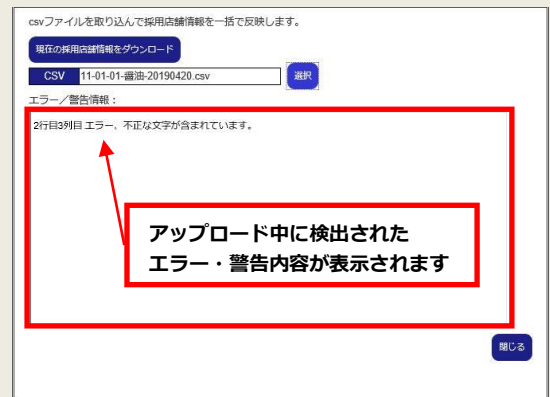 csvファイルを取り込んで採用店舗情報を一括で反映します。
現在の採用店舗情報をダウンロード
CSV 11-01-01-醤油-20190420.csv 選択
エラー／警告情報：
2行目3列目 エラー、不正な文字が含まれています。
アップロード中に検出された
エラー・警告内容が表示されます
閉じる